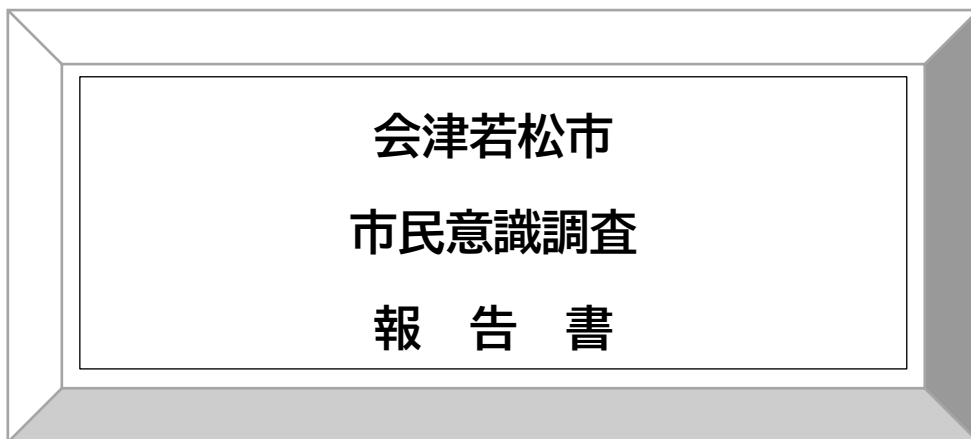 会津若松市
市民意識調査
報　告　書